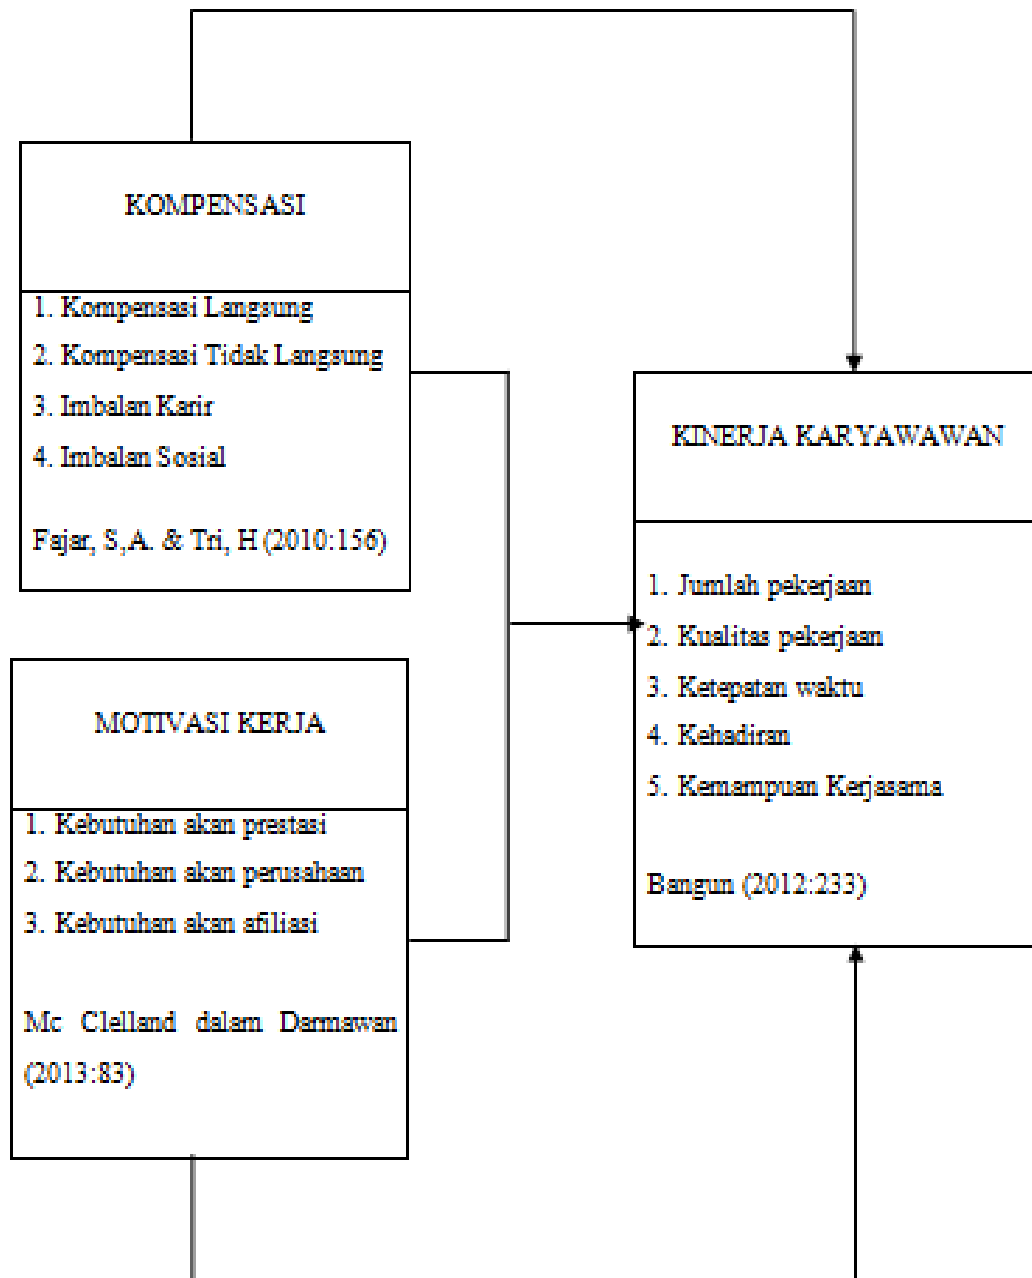 KOMPENSASI
1. Kompensasi Langsung
2. Kompensasi Tidak Langsung
3. Imbalan Karir
4. Imbalan Sosial
Fajar, S,A. & Tri, H (2010:156)
MOTIVASI KERJA
1. Kebutuhan akan prestasi
2. Kebutuhan akan perusahaan
3. Kebutuhan akan afiliasi
Mc Clelland dalam Darmawan
(2013:83)
KINERJA KARYAWAWAN
1. Jumlah pekerjaan
2. Kualitas pekerjaan
3. Ketepatan waktu
4. Kehadiran
5. Kemampuan Kerjasama
Bangun (2012:233)